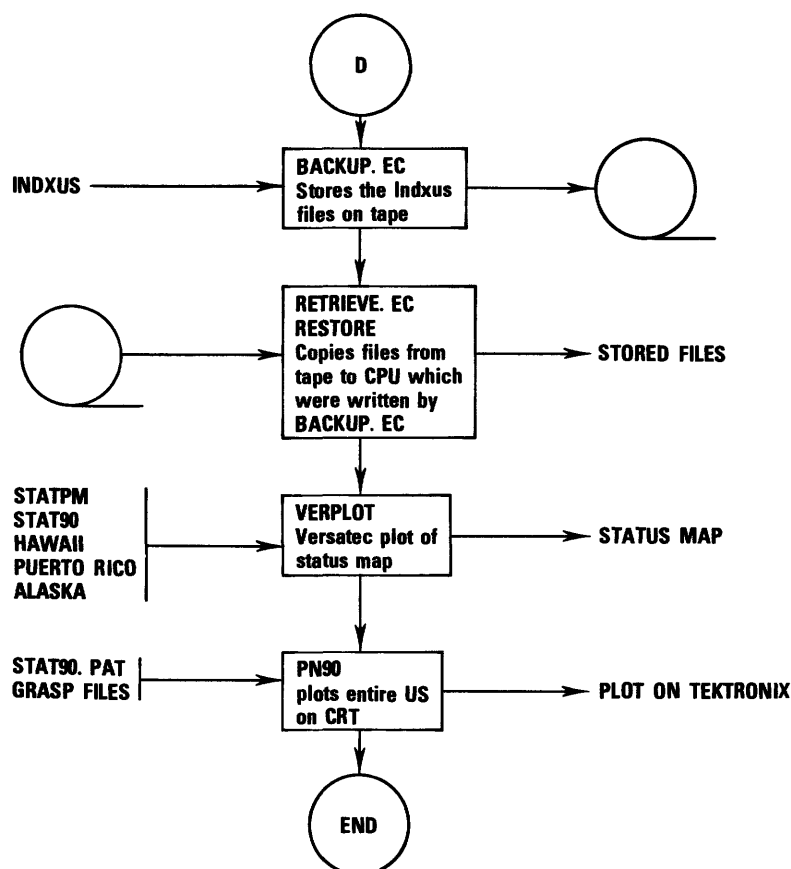 D
INDXUS
BACKUP. EC
Stores the Indxus
files on tape
RETRIEVE. EC
RESTORE
Copies files from
tape to CPU which
were written by
BACKUP. EC
STORED FILES
STATPM
STAT90
HAWAII
PUERTO RICO
ALASKA
VERPLOT
Versatec plot of
status map
STATUS MAP
STAT90. PAT
GRASP FILES
PN90
plots entire US
on CRT
PLOT ON TEKTRONIX
END